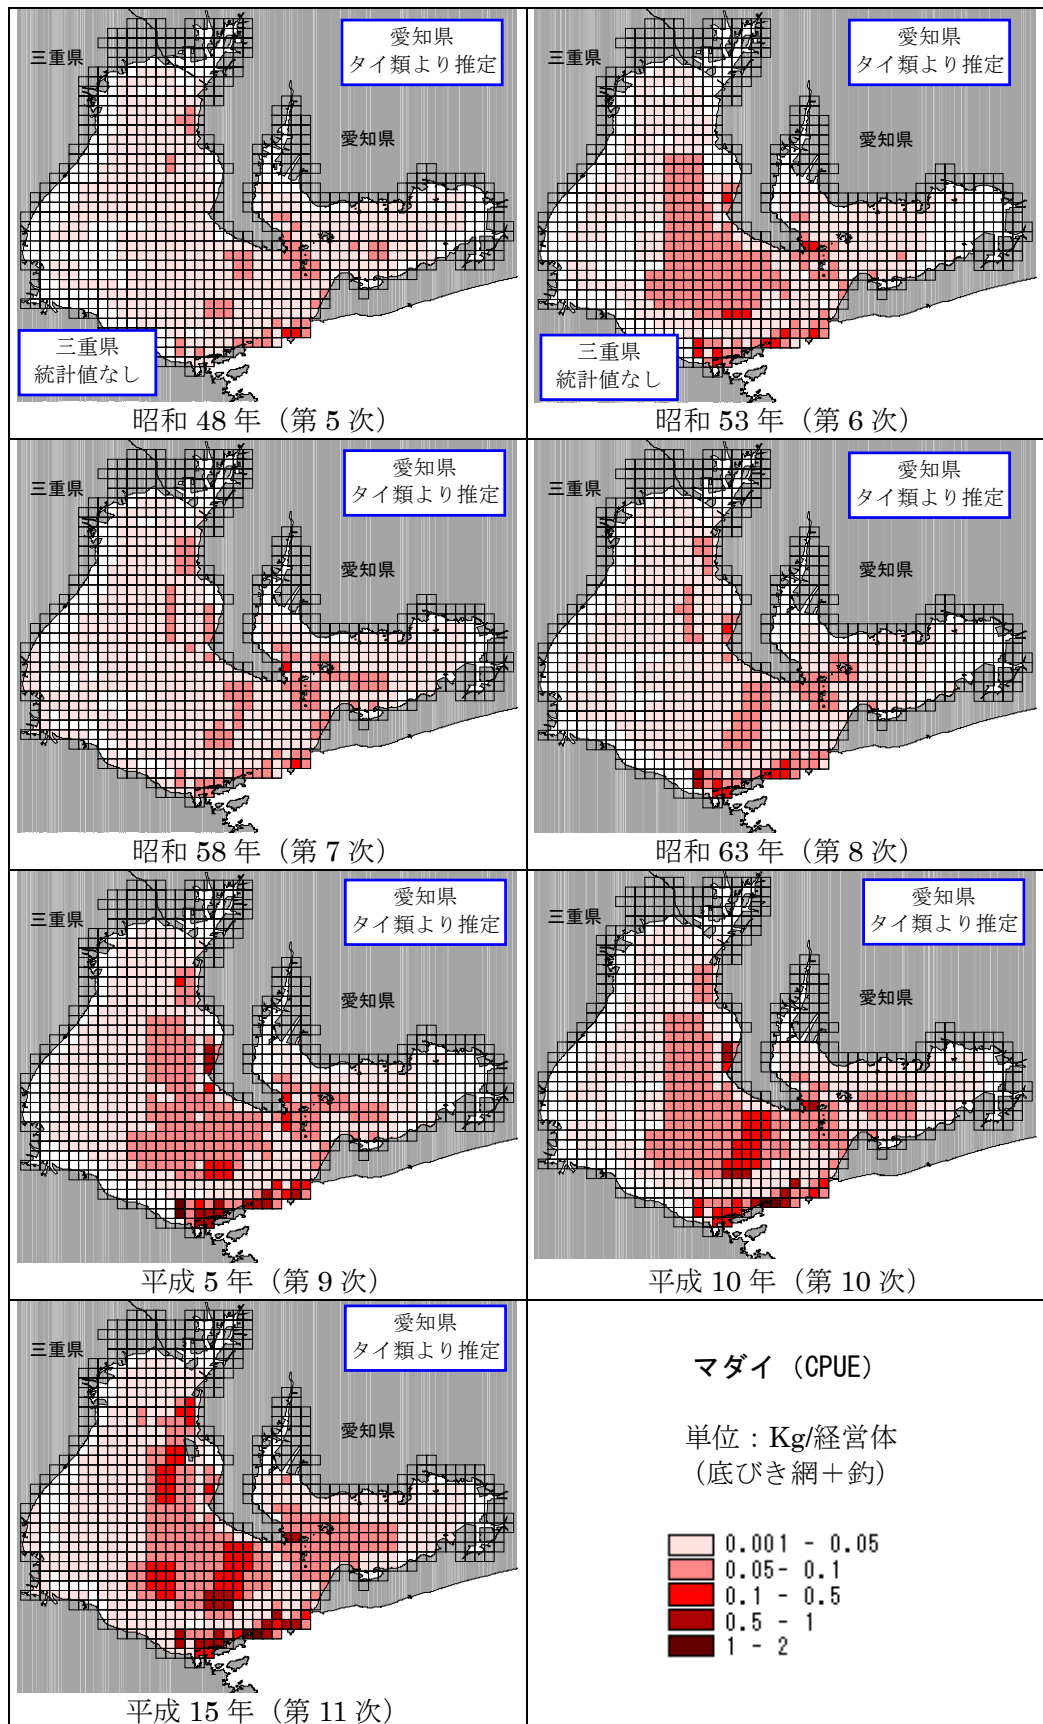 三重県
愛知県
タイ類より推定
愛知県
三重県
統計値なし
昭和 48 年（第 5 次）
三重県
愛知県
タイ類より推定
愛知県
三重県
統計値なし
昭和 53 年（第 6 次）
三重県
愛知県
タイ類より推定
愛知県
昭和 58 年（第 7 次）
三重県
愛知県
タイ類より推定
愛知県
昭和 63 年（第 8 次）
三重県
愛知県
タイ類より推定
愛知県
平成 5 年（第 9 次）
三重県
愛知県
タイ類より推定
愛知県
平成 10 年（第 10 次）
三重県
愛知県
タイ類より推定
愛知県
平成 15 年（第 11 次）
マダイ（CPUE）
単位：Kg/経営体
（底びき網＋釣）
0.001 - 0.05
0.05- 0.1
0.1 - 0.5
0.5 - 1
1 - 2